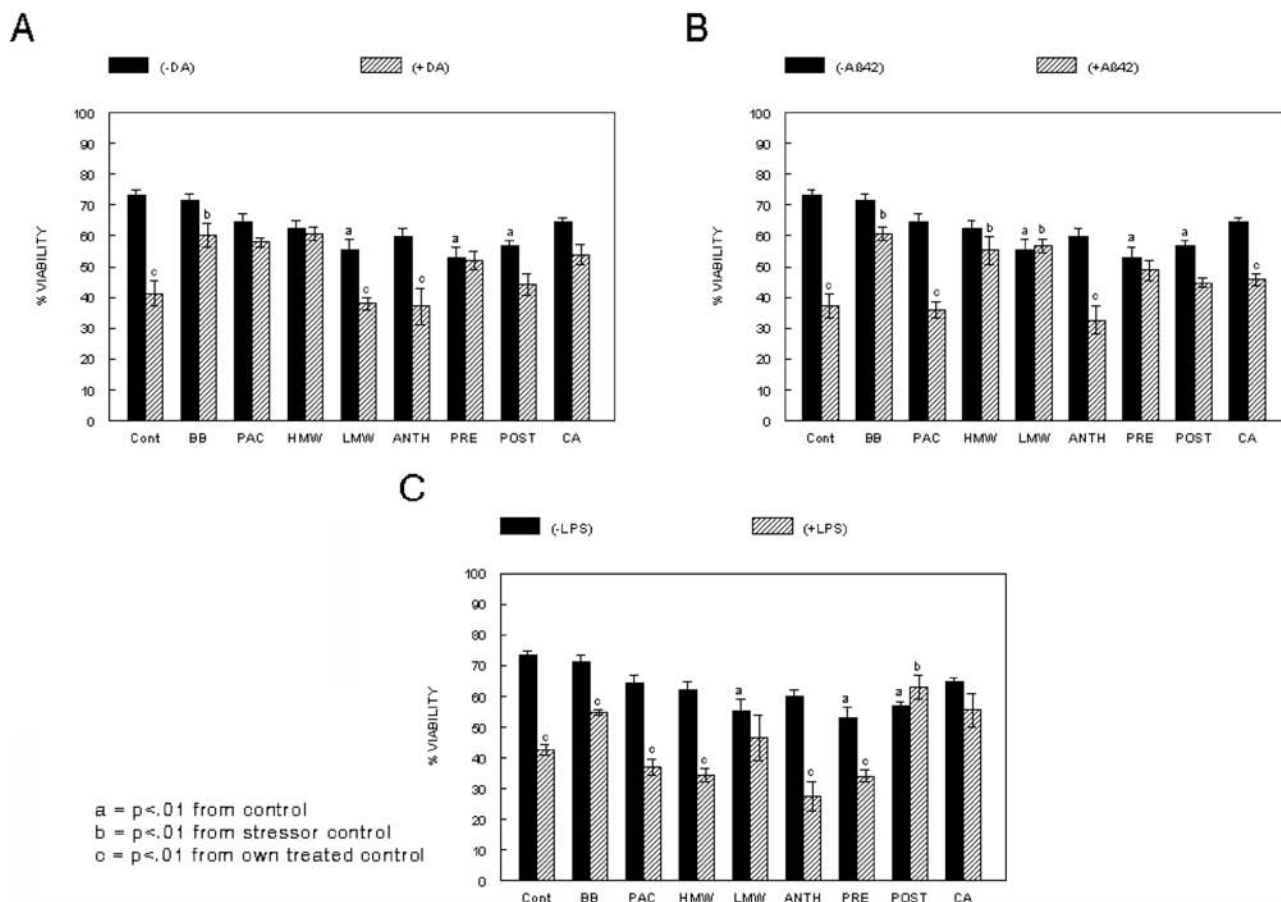 A
(-DA) (+DA)
100
90
80
70
60
50
40
30
20
10
0
% VIABILITY
c
b
a
c
c
a
a
Cont BB PAC HMW LMW ANTH PRE POST CA
B
(-Aß42) (+Aß42)
100
90
80
70
60
50
40
30
20
10
0
% VIABILITY
c
b
c
b
a b
c
a
a
c
Cont BB PAC HMW LMW ANTH PRE POST CA
C
(-LPS) (+LPS)
100
90
80
70
60
50
40
30
20
10
0
% VIABILITY
c
c
c
c
a
c
a
c
a
b
Cont BB PAC HMW LMW ANTH PRE POST CA
a = p<.01 from control
b = p<.01 from stressor control
c = p<.01 from own treated control